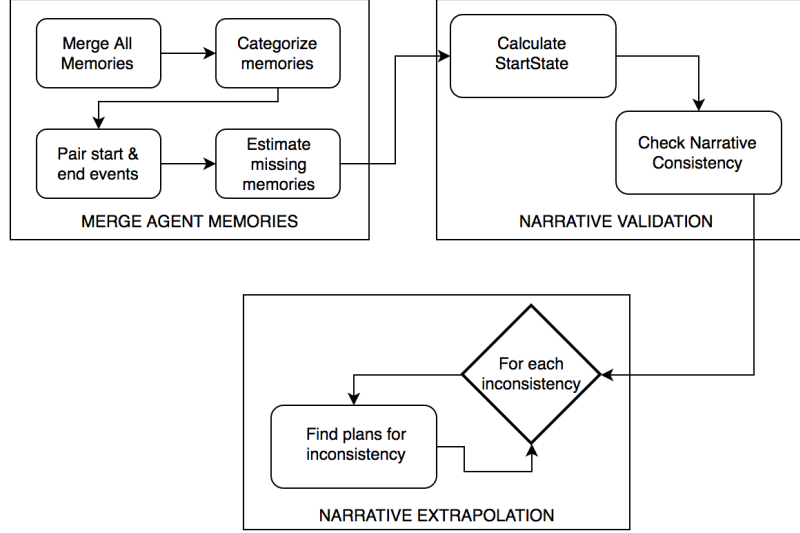 Merge All
Memories
Categorize
memories
Pair start &
end events
Estimate
missing
memories
MERGE AGENT MEMORIES
Calculate
StartState
Check Narrative
Consistency
NARRATIVE VALIDATION
For each
inconsistency
Find plans for
inconsistency
NARRATIVE EXTRAPOLATION